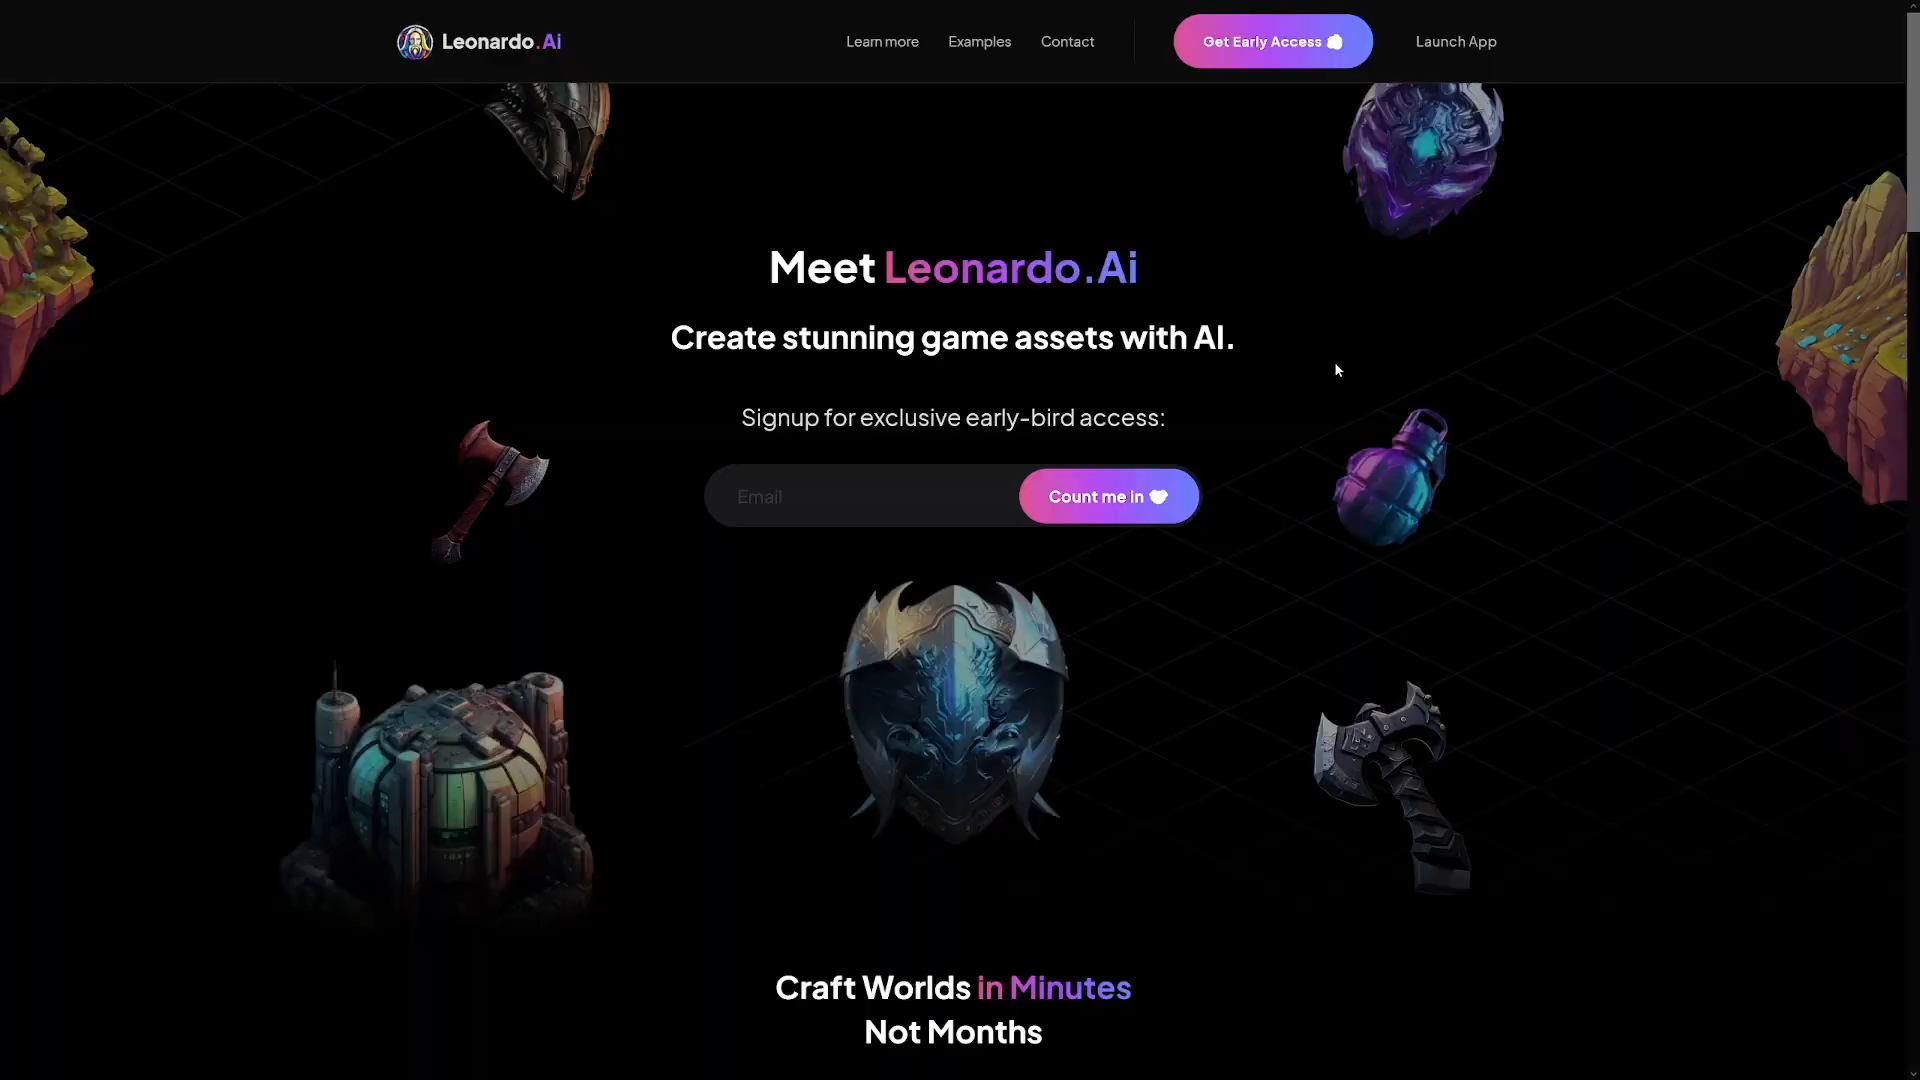 Leonardo.Ai
Learn more
Examples
Contact
Get Early Access
Launch App
Meet Leonardo.Ai
Create stunning game assets with AI.
Signup for exclusive early-bird access:
Email
Count me in
Craft Worlds in Minutes
Not Months